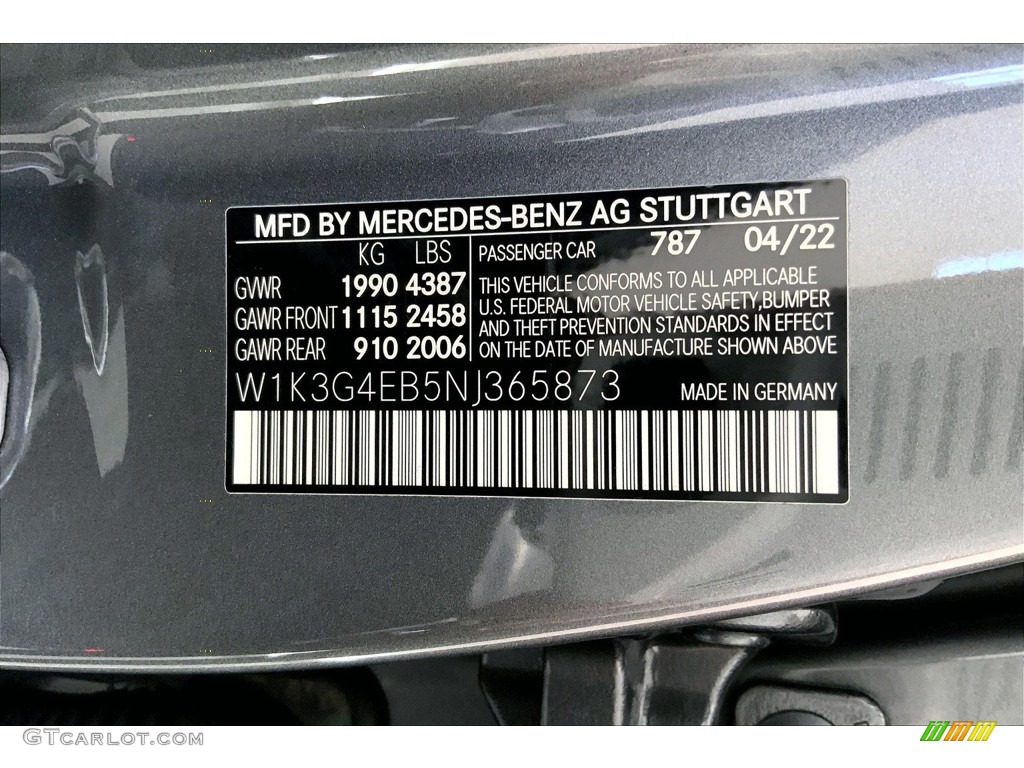 MFD BY MERCEDES-BENZ AG STUTTGART
KG LBS
GVWR 1990 4387
GAWR FRONT 1115 2458
GAWR REAR 910 2006
PASSENGER CAR 787 04/22
THIS VEHICLE CONFORMS TO ALL APPLICABLE
U.S. FEDERAL MOTOR VEHICLE SAFETY,BUMPER
AND THEFT PREVENTION STANDARDS IN EFFECT
ON THE DATE OF MANUFACTURE SHOWN ABOVE
W1K3G4EB5NJ365873 MADE IN GERMANY
GTCARLOT.COM